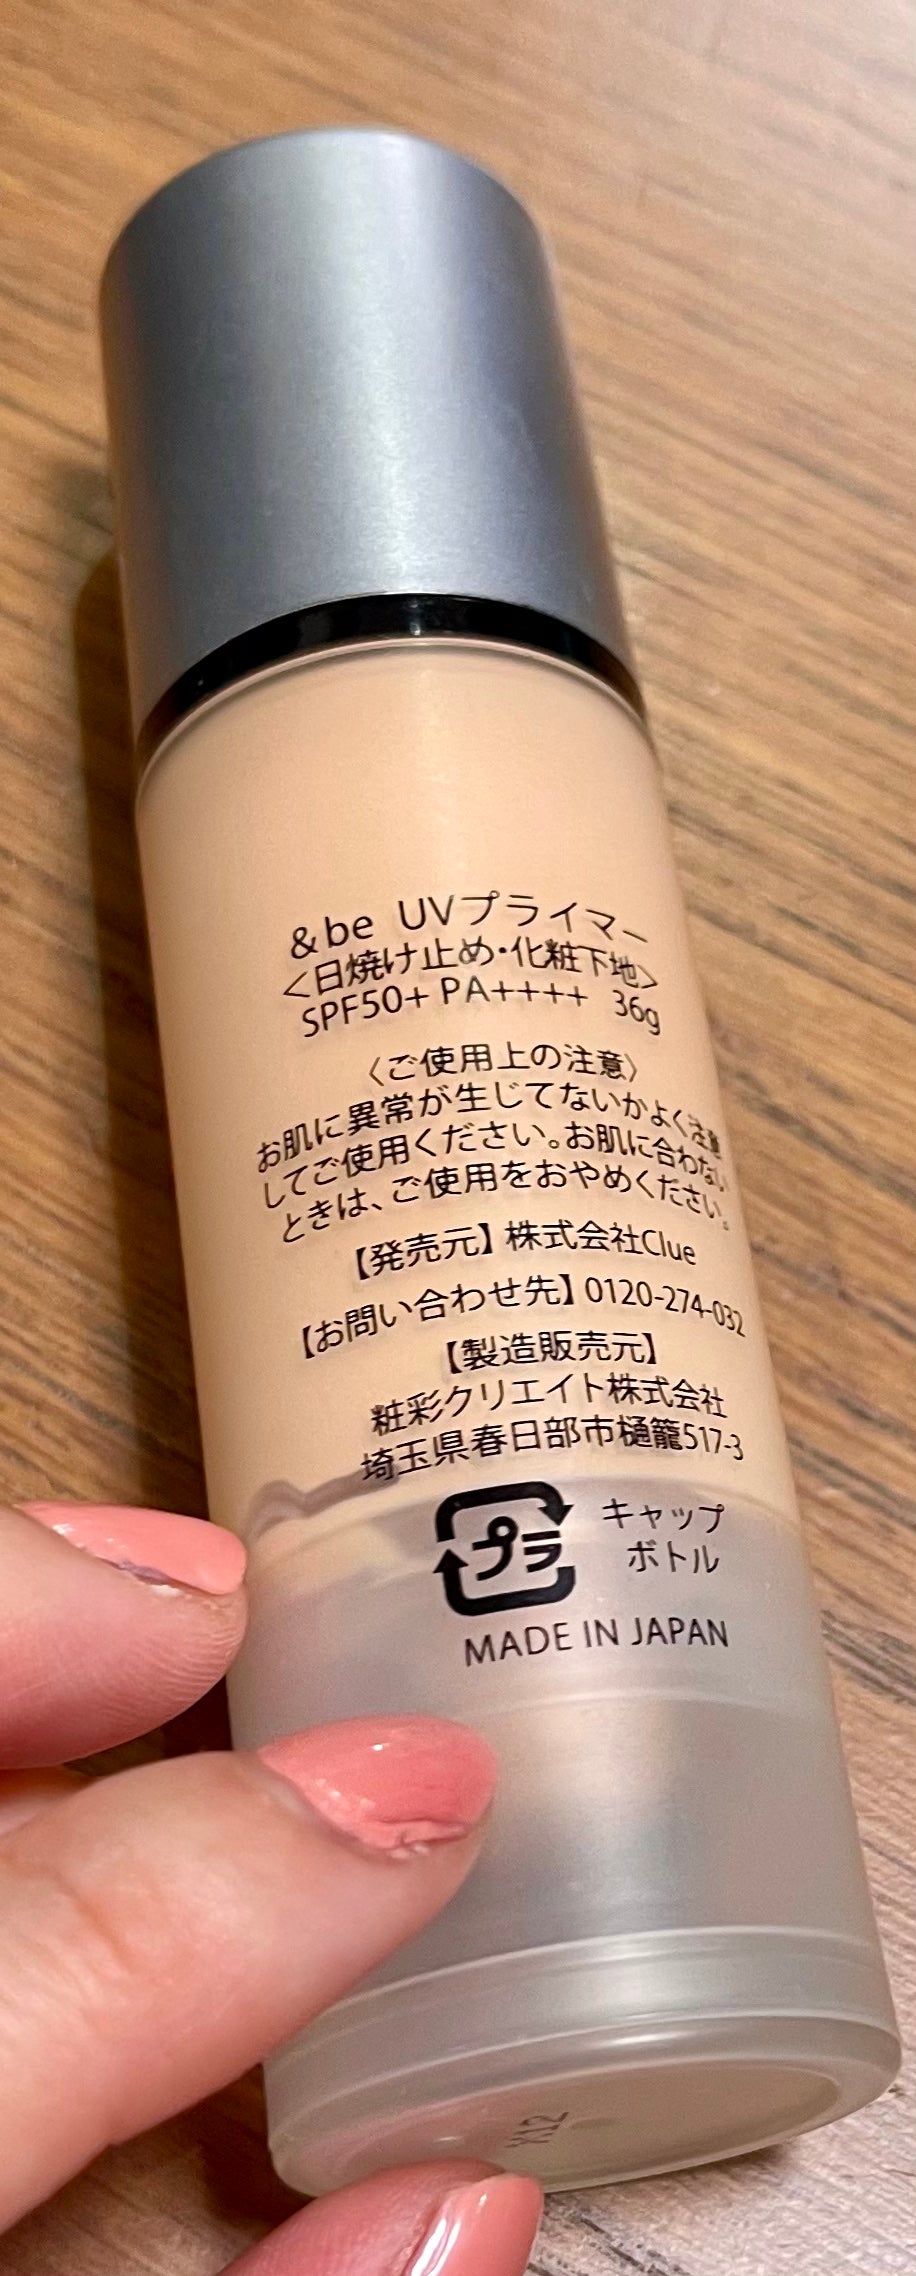 &be UVプライマー
<日焼け止め・化粧下地>
SPF50+ PA++++ 36g
〈ご使用上の注意〉
お肌に異常が生じてないかよく注意
してご使用ください。お肌に合わない
ときは、ご使用をおやめください。
【発売元】株式会社Clue
【お問い合わせ先】0120-274-032
【製造販売元】
粧彩クリエイト株式会社
埼玉県春日部市樋籠517-3
プラ キャップ
ボトル
MADE IN JAPAN